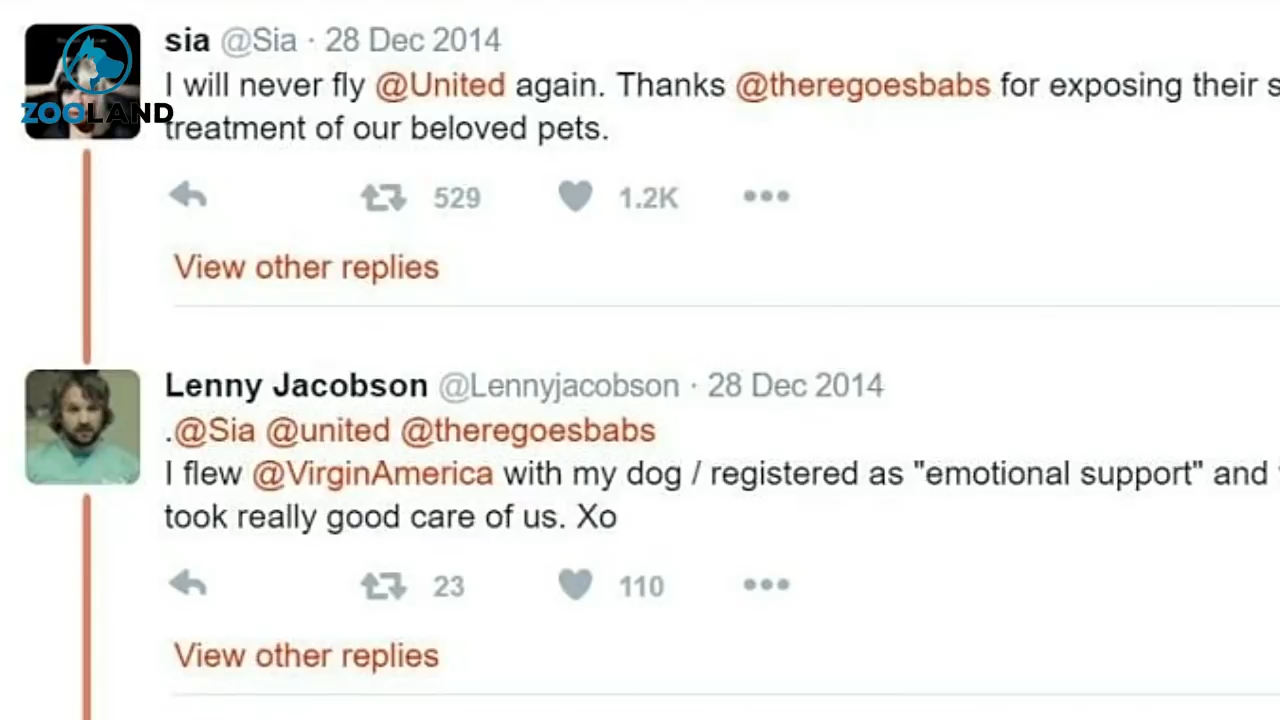 sia @Sia · 28 Dec 2014
I will never fly @United again. Thanks @theregoesbabs for exposing their
treatment of our beloved pets.
ZOOLAND
529 1.2K
View other replies
Lenny Jacobson @Lennyjacobson · 28 Dec 2014
.@Sia @united @theregoesbabs
I flew @VirginAmerica with my dog / registered as "emotional support" and
took really good care of us. Xo
23 110
View other replies